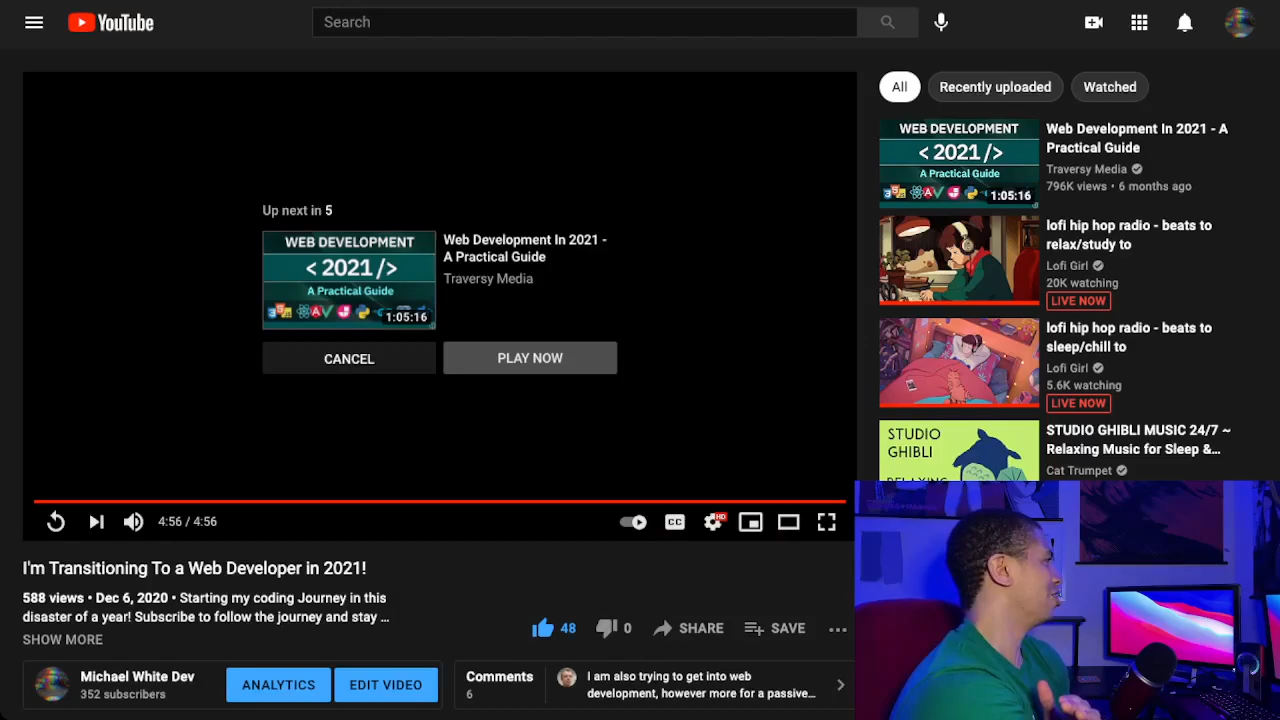 YouTube
Search
All
Recently uploaded
Watched
Up next in 5
WEB DEVELOPMENT
< 2021 />
A Practical Guide
1:05:16
Web Development In 2021 -
A Practical Guide
Traversy Media
CANCEL
PLAY NOW
4:56 / 4:56
CC
HD
WEB DEVELOPMENT
< 2021 />
A Practical Guide
1:05:16
Web Development In 2021 - A
Practical Guide
Traversy Media
796K views • 6 months ago
lofi hip hop radio - beats to
relax/study to
Lofi Girl
20K watching
LIVE NOW
lofi hip hop radio - beats to
sleep/chill to
Lofi Girl
5.6K watching
LIVE NOW
STUDIO
GHIBLI
STUDIO GHIBLI MUSIC 24/7 ~
Relaxing Music for Sleep &...
Cat Trumpet
I'm Transitioning To a Web Developer in 2021!
588 views • Dec 6, 2020 • Starting my coding Journey in this
disaster of a year! Subscribe to follow the journey and stay ...
SHOW MORE
48
0
SHARE
SAVE
Michael White Dev
352 subscribers
ANALYTICS
EDIT VIDEO
Comments
6
I am also trying to get into web
development, however more for a passive...